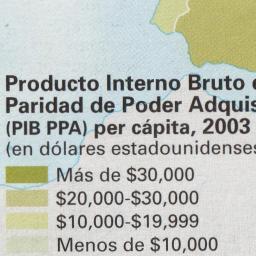 Producto Interno Bruto
Paridad de Poder
(PIB PPA) per cápita, 2003
(en dólares estadounidenses
Más de $30,000
$20,000-$30,000
$10,000-$19,999
Menos de $10,000